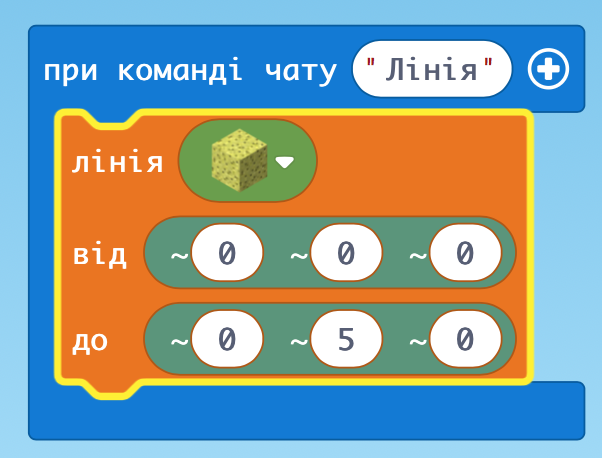 при команді чату "Лінія"
лінія
від ~0 ~0 ~0
до ~0 ~5 ~0